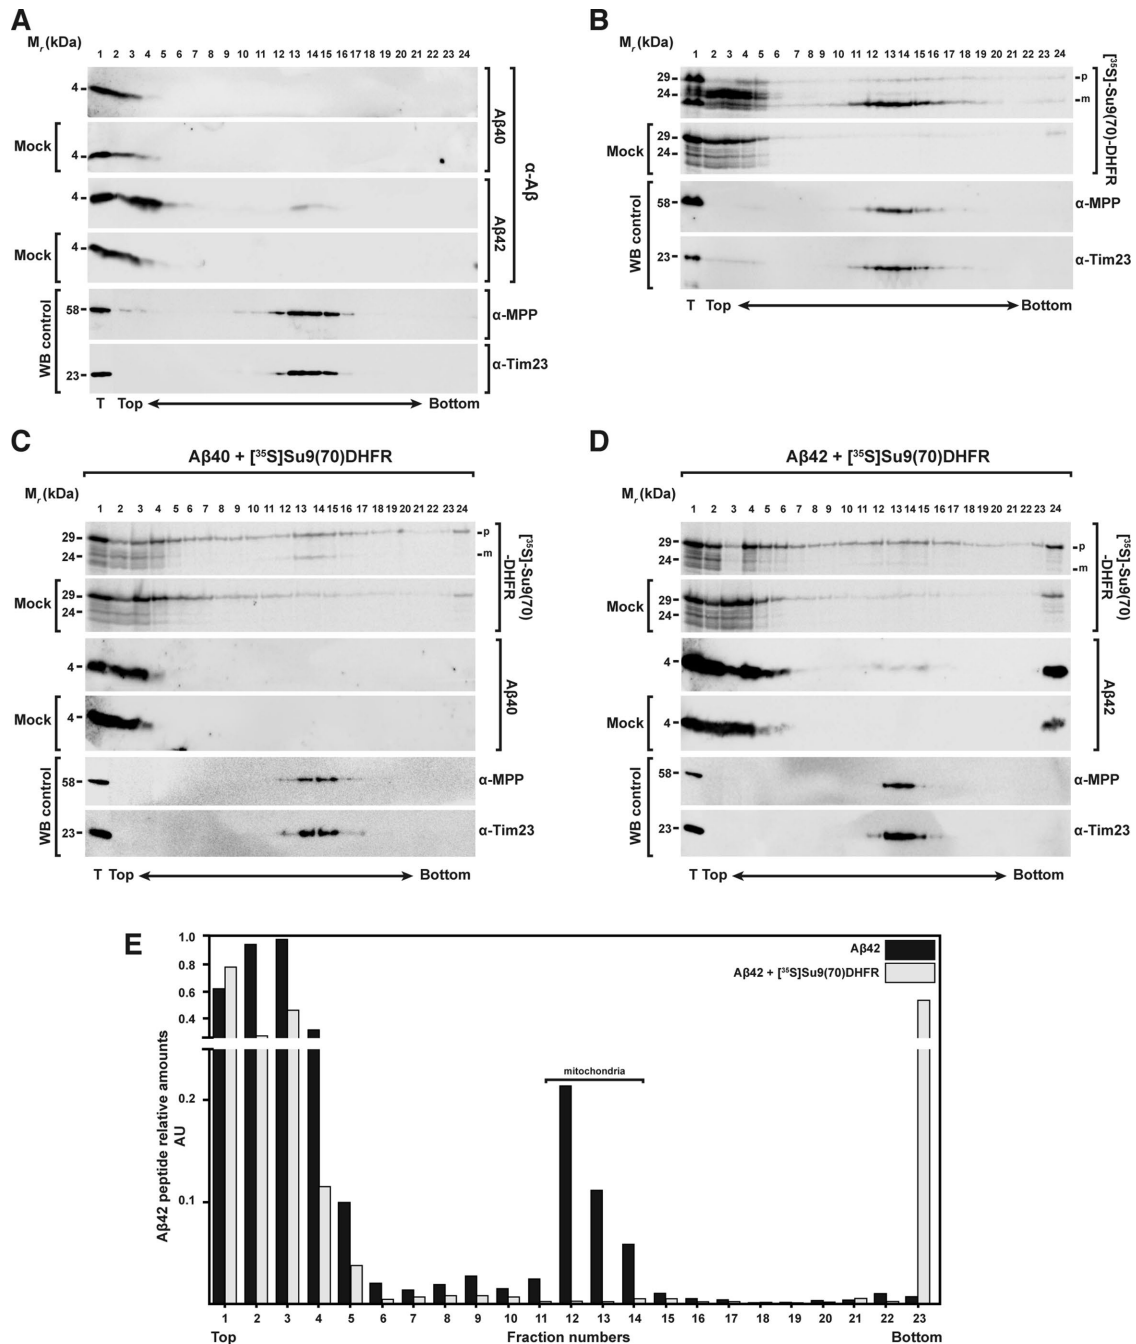 A
Mr (kDa)
1 2 3 4 5 6 7 8 9 10 11 12 13 14 15 16 17 18 19 20 21 22 23 24
4
Aβ40
Mock
4
α-Aβ
4
Aβ42
Mock
4
WB control
58
α-MPP
23
α-Tim23
T Top Bottom
B
Mr (kDa)
1 2 3 4 5 6 7 8 9 10 11 12 13 14 15 16 17 18 19 20 21 22 23 24
29
24
p
m
[³⁵S]-Su9(70)-DHFR
Mock
29
WB control
58
α-MPP
23
α-Tim23
T Top Bottom
C
Aβ40 + [³⁵S]Su9(70)DHFR
Mr (kDa)
1 2 3 4 5 6 7 8 9 10 11 12 13 14 15 16 17 18 19 20 21 22 23 24
29
24
p
m
[³⁵S]-Su9(70)
-DHFR
Mock
29
24
4
Aβ40
Mock
4
WB control
58
α-MPP
23
α-Tim23
T Top Bottom
D
Aβ42 + [³⁵S]Su9(70)DHFR
Mr (kDa)
1 2 3 4 5 6 7 8 9 10 11 12 13 14 15 16 17 18 19 20 21 22 23 24
29
24
p
m
[³⁵S]-Su9(70)
-DHFR
Mock
29
24
4
Aβ42
Mock
4
WB control
58
α-MPP
23
α-Tim23
T Top Bottom
E
Aβ42
Aβ42 + [³⁵S]Su9(70)DHFR
Aβ42 peptide relative amounts
AU
1.0
0.8
0.6
0.4
0.2
0.1
mitochondria
1 2 3 4 5 6 7 8 9 10 11 12 13 14 15 16 17 18 19 20 21 22 23
Top Fraction numbers Bottom